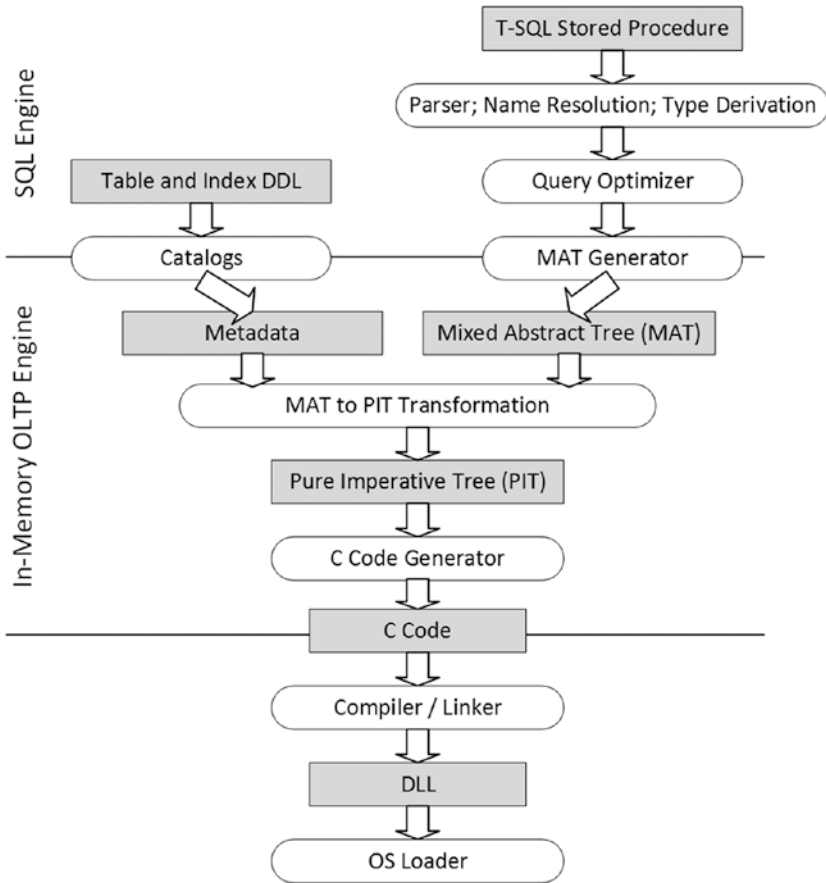 SQL Engine
T-SQL Stored Procedure
Parser; Name Resolution; Type Derivation
Table and Index DDL
Query Optimizer
Catalogs
MAT Generator
In-Memory OLTP Engine
Metadata
Mixed Abstract Tree (MAT)
MAT to PIT Transformation
Pure Imperative Tree (PIT)
C Code Generator
C Code
Compiler / Linker
DLL
OS Loader